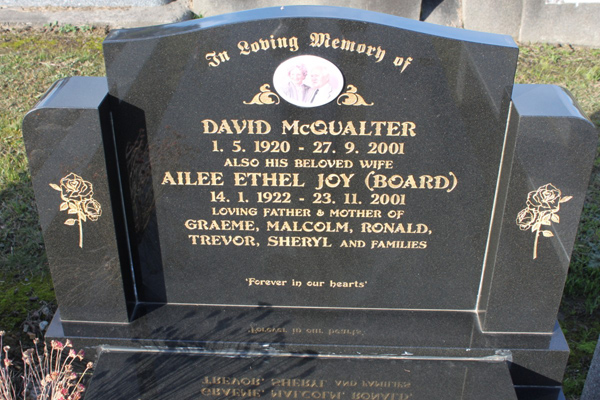 In Loving Memory of
DAVID McQUALTER
1. 5. 1920 - 27. 9. 2001
ALSO HIS BELOVED WIFE
AILEE ETHEL JOY (BOARD)
14. 1. 1922 - 23. 11. 2001
LOVING FATHER & MOTHER OF
GRAEME, MALCOLM, RONALD,
TREVOR, SHERYL AND FAMILIES
'Forever in our hearts'